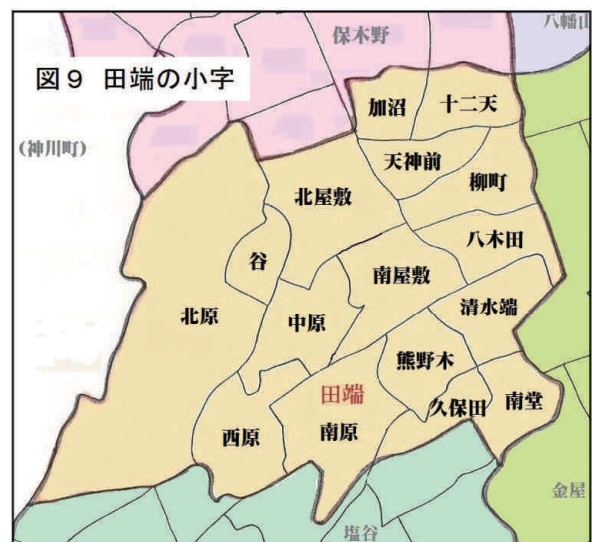 八幡山
保木野
図9 田端の小字
加沼
十二天
(神川町)
天神前
柳町
北屋敷
八木田
谷
南屋敷
清水端
北原
中原
熊野木
田端
久保田
南堂
西原
南原
金屋
塩谷